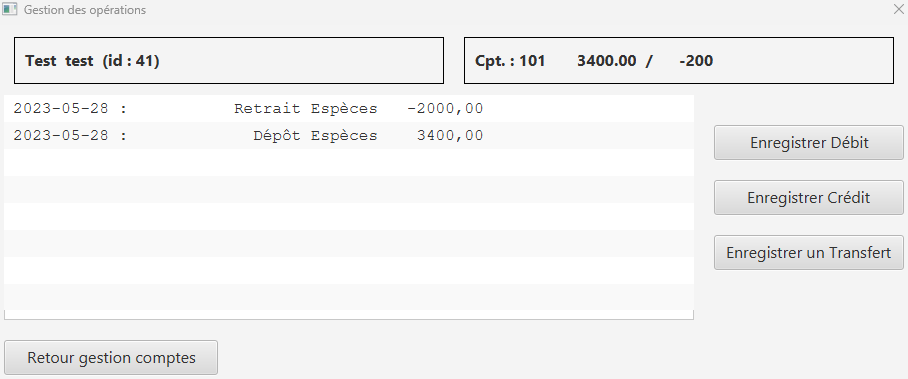 Gestion des opérations
Test test (id : 41)
Cpt. : 101 3400.00 / -200
2023-05-28 : Retrait Espèces -2000,00
2023-05-28 : Dépôt Espèces 3400,00
Enregistrer Débit
Enregistrer Crédit
Enregistrer un Transfert
Retour gestion comptes